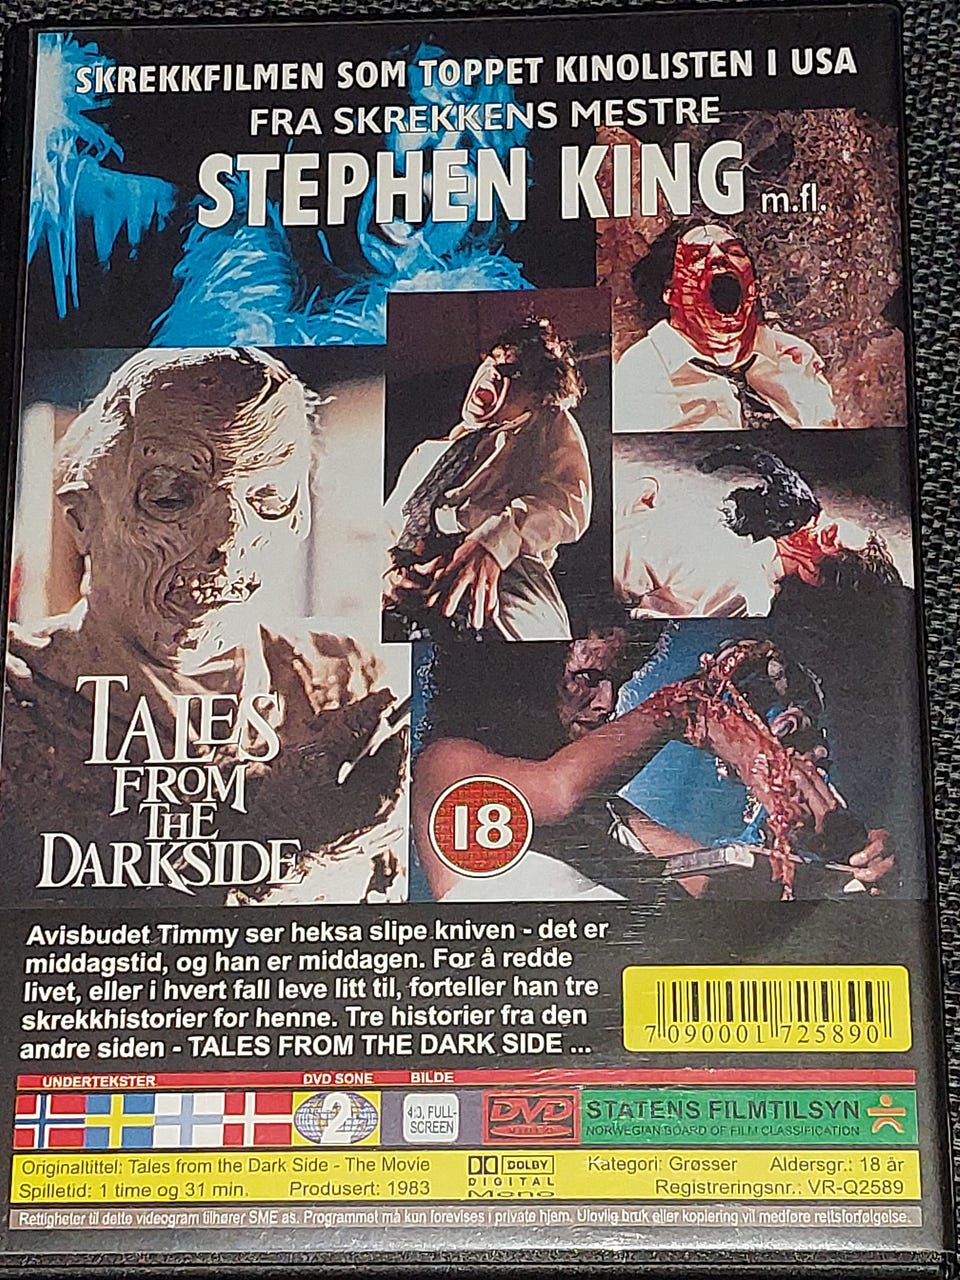 SKREKKFILMEN SOM TOPPET KINOLISTEN I USA
FRA SKREKKENS MESTRE
STEPHEN KING m.fl.
TALES
FROM
THE
DARKSIDE
18
Avisbudet Timmy ser heksa slipe kniven - det er
middagstid, og han er middagen. For å redde
livet, eller i hvert fall leve litt til, forteller han tre
skrekkhistorier for henne. Tre historier fra den
andre siden - TALES FROM THE DARK SIDE ...
7 090001 725890
UNDERTEKSTER DVD SONE BILDE
2
4:3, FULL-
SCREEN
DVD
VIDEO
STATENS FILMTILSYN
NORWEGIAN BOARD OF FILM CLASSIFICATION
Originaltittel: Tales from the Dark Side - The Movie
Spilletid: 1 time og 31 min. Produsert: 1983
DOLBY
DIGITAL
Mono
Kategori: Grøsser Aldersgr.: 18 år
Registreringsnr.: VR-Q2589
Rettigheter til dette videogram tilhører SME as. Programmet må kun forevises i private hjem. Ulovlig bruk eller kopiering vil medføre rettsforfølgelse.